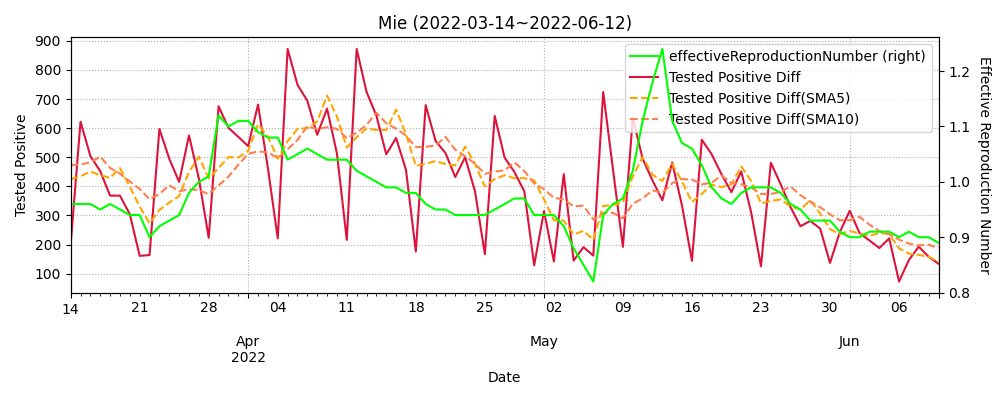 Mie (2022-03-14~2022-06-12)
effectiveReproductionNumber (right)
Tested Positive Diff
Tested Positive Diff(SMA5)
Tested Positive Diff(SMA10)
Tested Positive
900
800
700
600
500
400
300
200
100
Effective Reproduction Number
1.2
1.1
1.0
0.9
0.8
14 21 28 04 11 18 25 02 09 16 23 30 06
Apr May Jun
2022
Date